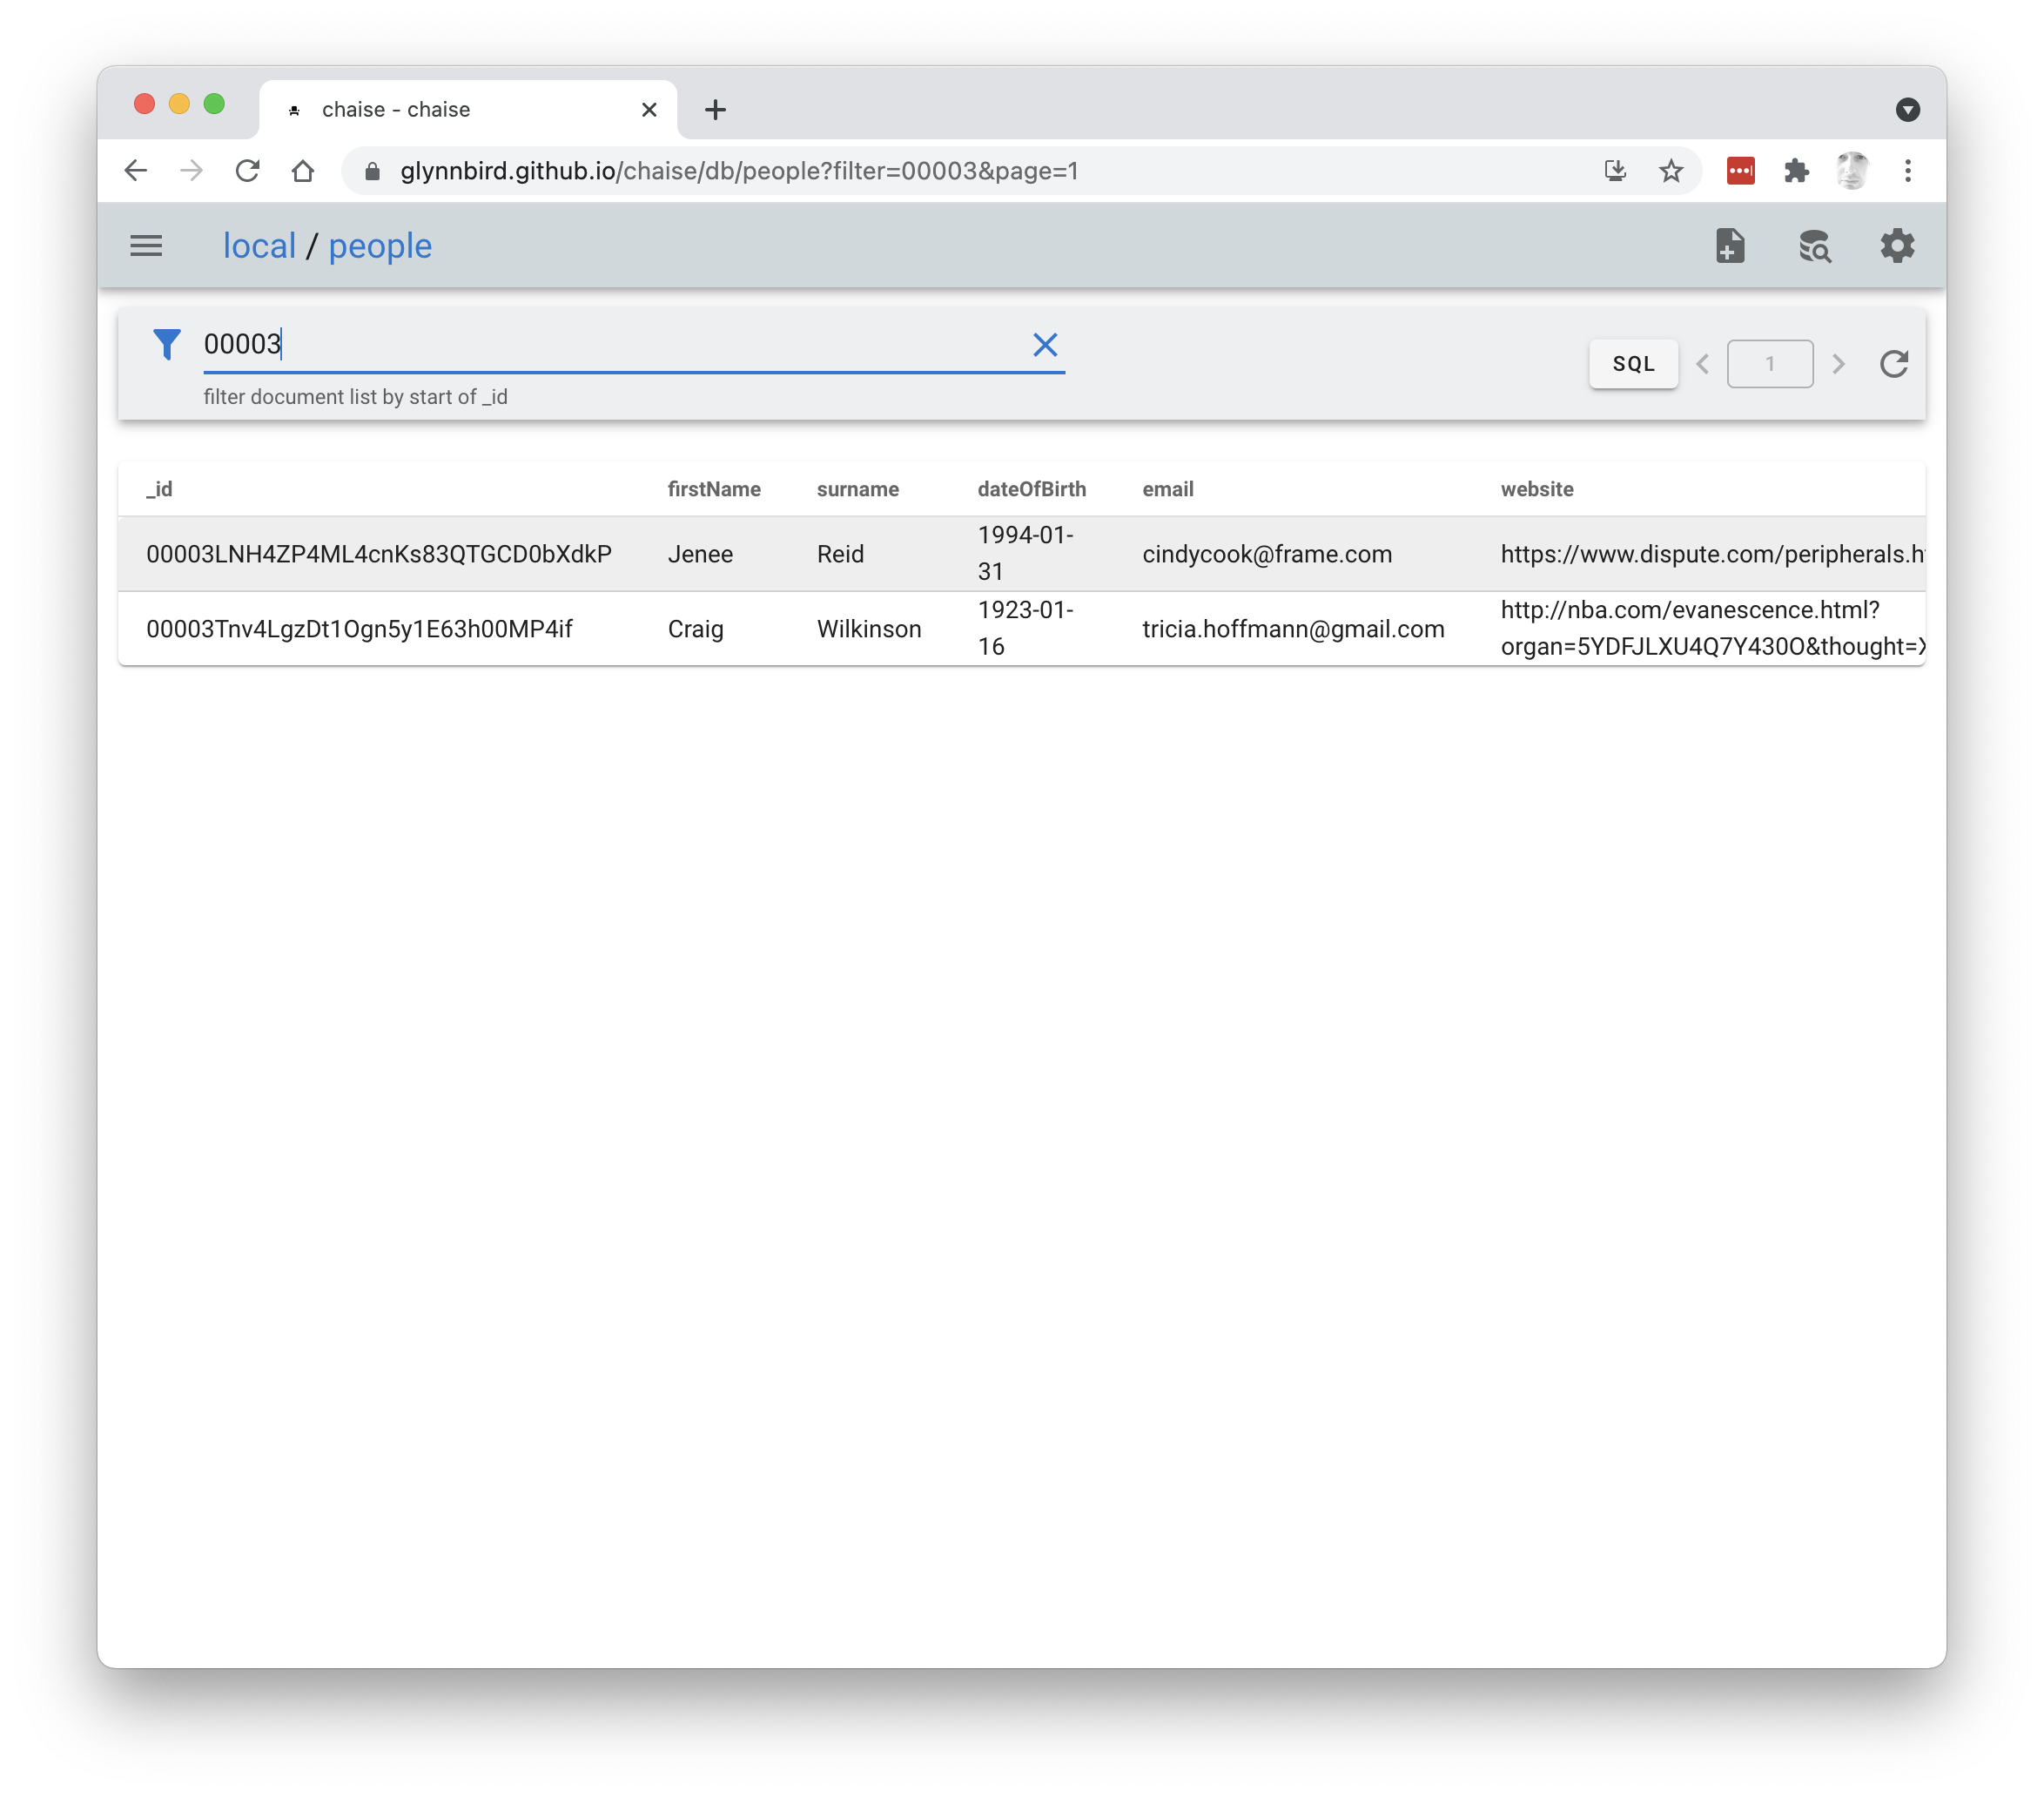 chaise - chaise
glynnbird.github.io/chaise/db/people?filter=00003&page=1
local / people
00003
filter document list by start of _id
SQL
1
_id firstName surname dateOfBirth email website
00003LNH4ZP4ML4cnKs83QTGCD0bXdkP Jenee Reid 1994-01-31 cindycook@frame.com https://www.dispute.com/peripherals.h
00003Tnv4LgzDt1Ogn5y1E63h00MP4if Craig Wilkinson 1923-01-16 tricia.hoffmann@gmail.com http://nba.com/evanescence.html?
organ=5YDFJLXU4Q7Y430O&thought=X